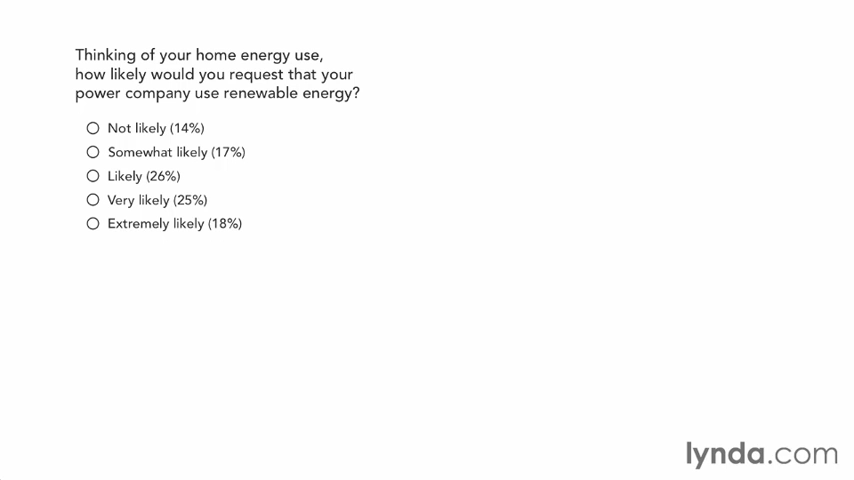 Thinking of your home energy use,
how likely would you request that your
power company use renewable energy?
Not likely (14%)
Somewhat likely (17%)
Likely (26%)
Very likely (25%)
Extremely likely (18%)
lynda.com